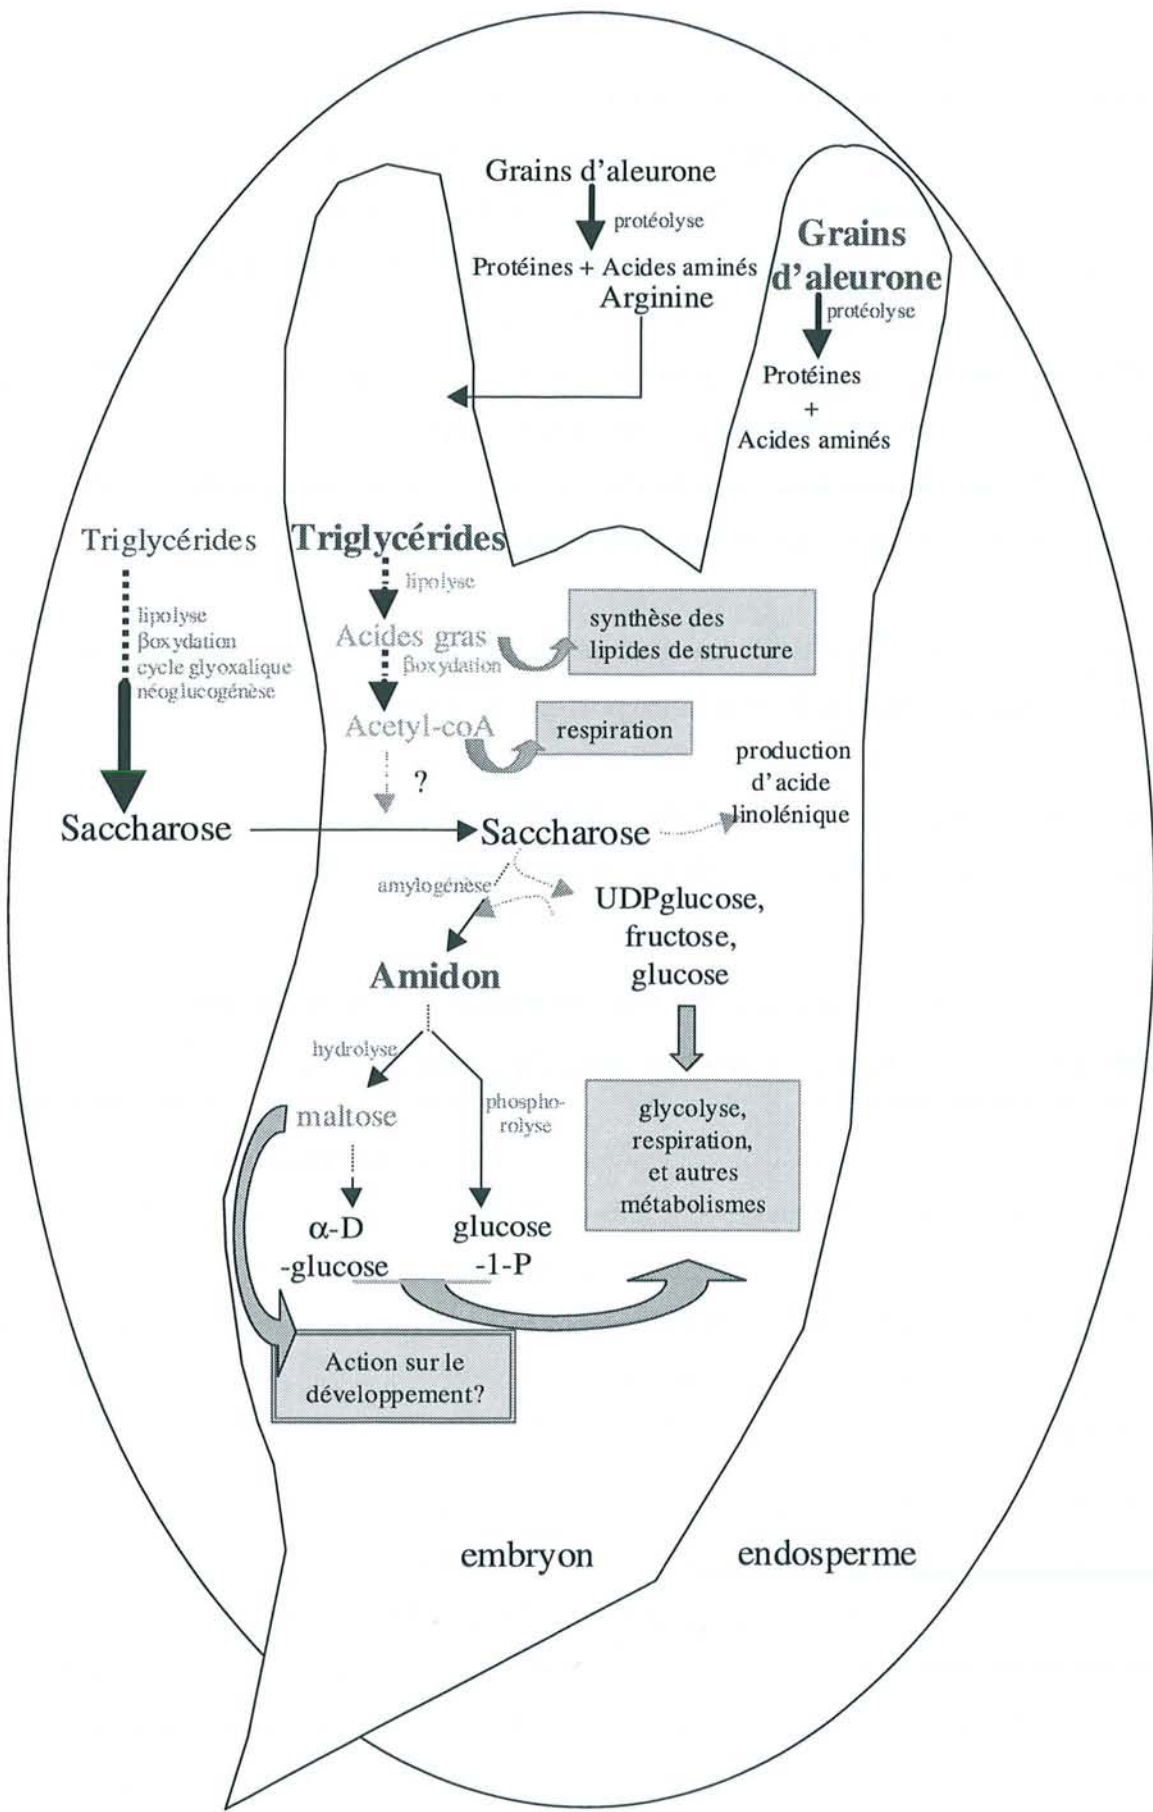 Grains d'aleurone
protéolyse
Protéines + Acides aminés
Arginine
Grains
d'aleurone
protéolyse
Protéines
+
Acides aminés
Triglycérides
lipolyse
βoxydation
cycle glyoxalique
néoglucogénèse
Saccharose
Triglycérides
lipolyse
Acides gras
βoxydation
synthèse des
lipides de structure
Acetyl-coA
respiration
?
Saccharose
production
d'acide
linolénique
amylogénèse
UDPglucose,
fructose,
glucose
Amidon
hydrolyse
phospho-
rolyse
maltose
α-D
-glucose
glucose
-1-P
glycolyse,
respiration,
et autres
métabolismes
Action sur le
développement?
embryon
endosperme